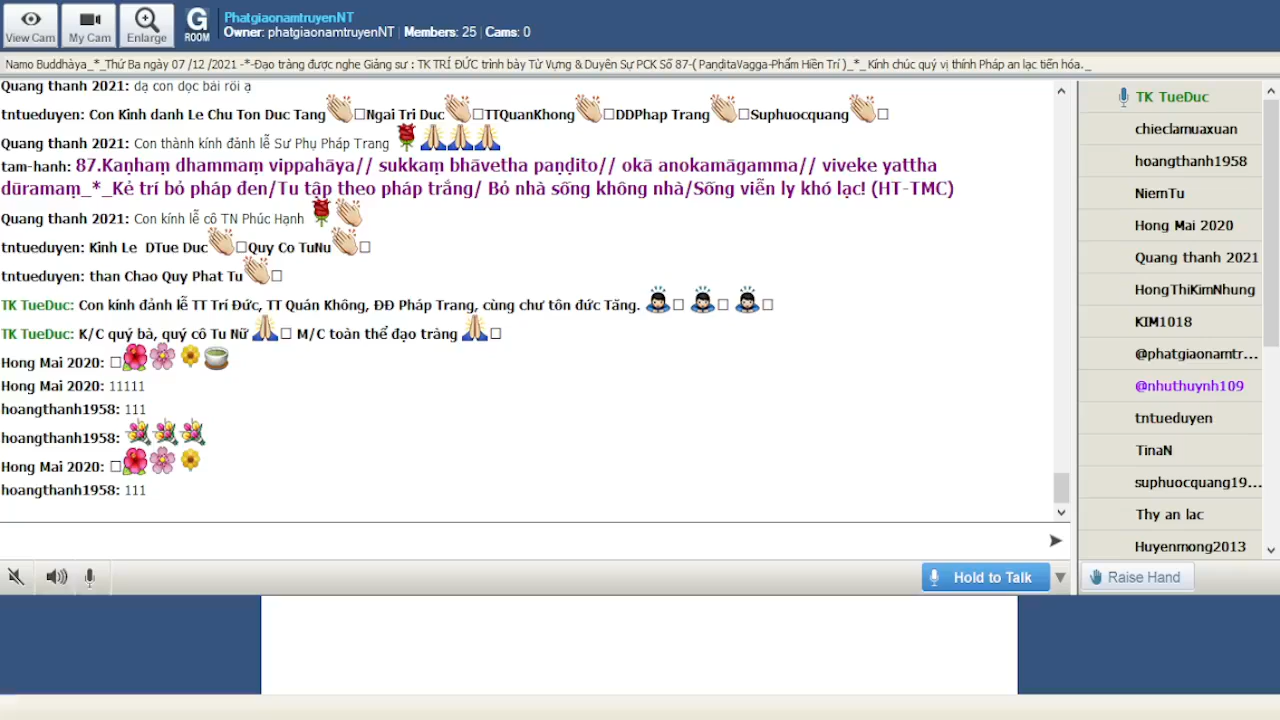 View Cam
My Cam
Enlarge
G
ROOM
PhatgiaonamtruyenNT
Owner: phatgiaonamtruyenNT | Members: 25 | Cams: 0
Namo Buddhàya_*_Thứ Ba ngày 07 /12 /2021 -*-Đạo tràng được nghe Giảng sư : TK TRÍ ĐỨC trình bày Từ Vựng & Duyên Sự PCK Số 87-( PaṇḍitaVagga-Phẩm Hiền Trí )_*_ Kính chúc quý vị thính Pháp an lạc tiến hóa._
Quang thanh 2021: dạ con dọc bài rồi ạ
tntueduyen: Con Kinh danh Le Chu Ton Duc Tang Ngai Tri Duc TTQuanKhong DDPhap Trang Suphuocquang
Quang thanh 2021: Con thành kính đảnh lễ Sư Phụ Pháp Trang
tam-hanh: 87.Kaṇhaṃ dhammaṃ vippahāya// sukkaṃ bhāvetha paṇḍito// okā anokamāgamma// viveke yattha
dūramaṃ_*_Kẻ trí bỏ pháp đen/Tu tập theo pháp trắng/ Bỏ nhà sống không nhà/Sống viễn ly khó lạc! (HT-TMC)
Quang thanh 2021: Con kính lễ cô TN Phúc Hạnh
tntueduyen: Kinh Le DTue Duc Quy Co TuNu
tntueduyen: than Chao Quy Phat Tu
TK TueDuc: Con kính đảnh lễ TT Trí Đức, TT Quán Không, ĐĐ Pháp Trang, cùng chư tôn đức Tăng.
TK TueDuc: K/C quý bà, quý cô Tu Nữ M/C toàn thể đạo tràng
Hong Mai 2020:
Hong Mai 2020: 11111
hoangthanh1958: 111
hoangthanh1958:
Hong Mai 2020:
hoangthanh1958: 111
Hold to Talk
TK TueDuc
chieclamuaxuan
hoangthanh1958
NiemTu
Hong Mai 2020
Quang thanh 2021
HongThiKimNhung
KIM1018
@phatgiaonamtr...
@nhuthuynh109
tntueduyen
TinaN
suphuocquang19...
Thy an lac
Huyenmong2013
Raise Hand